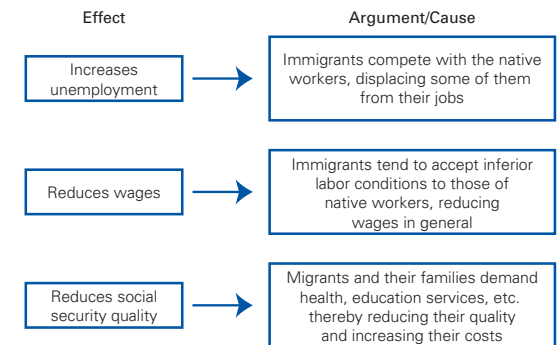 Effect
Argument/Cause
Increases
unemployment
Immigrants compete with the native
workers, displacing some of them
from their jobs
Reduces wages
Immigrants tend to accept inferior
labor conditions to those of
native workers, reducing
wages in general
Reduces social
security quality
Migrants and their families demand
health, education services, etc.
thereby reducing their quality
and increasing their costs